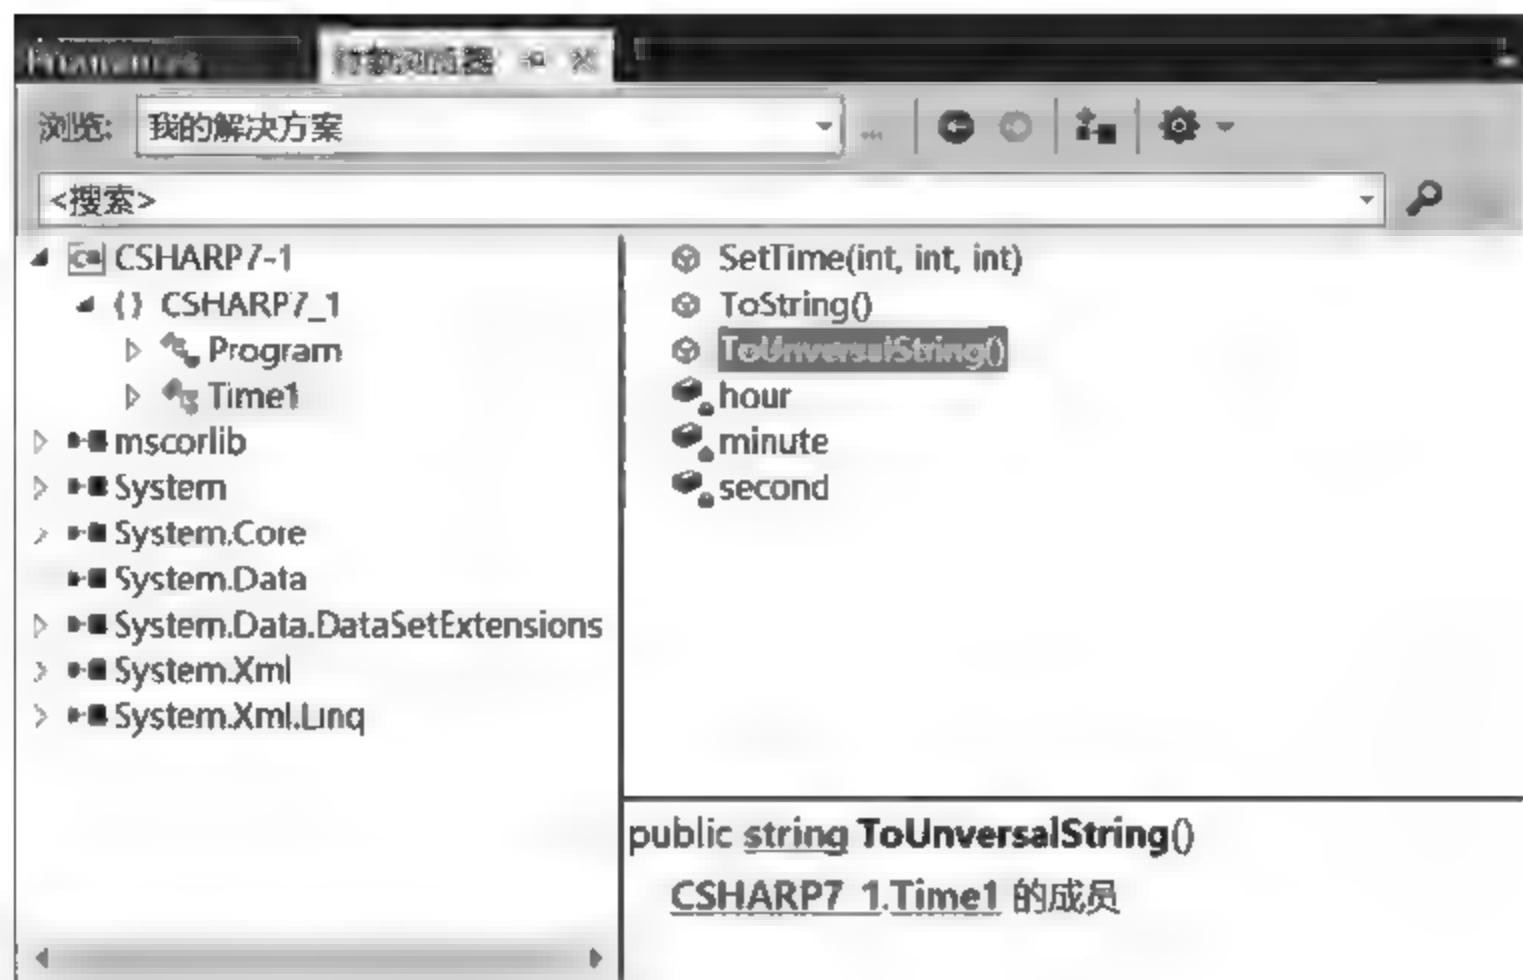 浏览: 我的解决方案
<搜索>
CSHARP7-1
{ } CSHARP7_1
Program
Time1
mscorlib
System
System.Core
System.Data
System.Data.DataSetExtensions
System.Xml
System.Xml.Linq
SetTime(int, int, int)
ToString()
ToUnversalString()
hour
minute
second
public string ToUnversalString()
CSHARP7_1.Time1 的成员